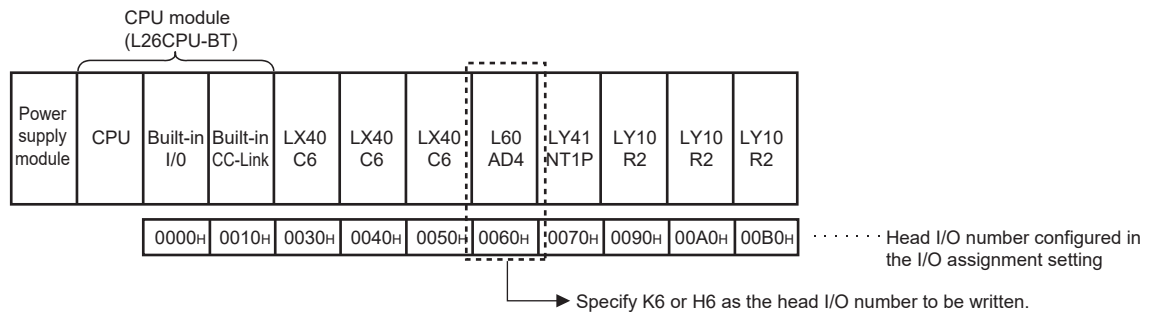 CPU module
(L26CPU-BT)
Power
supply
module
CPU
Built-in
I/0
Built-in
CC-Link
LX40
C6
LX40
C6
LX40
C6
L60
AD4
LY41
NT1P
LY10
R2
LY10
R2
LY10
R2
0000H 0010H 0030H 0040H 0050H 0060H 0070H 0090H 00A0H 00B0H
Head I/O number configured in
the I/O assignment setting
Specify K6 or H6 as the head I/O number to be written.